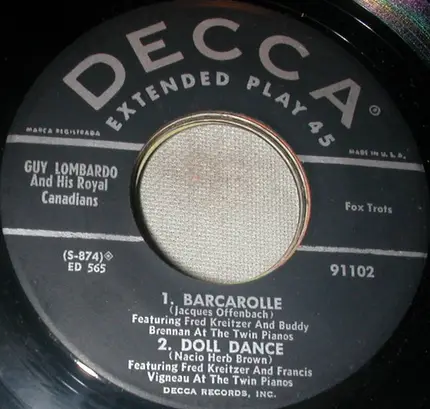 DECCA
EXTENDED PLAY 45
MARCA REGISTRADA
MADE IN U.S.A.
GUY LOMBARDO
And His Royal
Canadians
Fox Trots
(S-874)
ED 565
91102
1. BARCAROLLE
(Jacques Offenbach)
Featuring Fred Kreitzer And Buddy
Brennan At The Twin Pianos
2. DOLL DANCE
(Nacio Herb Brown)
Featuring Fred Kreitzer And Francis
Vigneau At The Twin Pianos
DECCA RECORDS, INC.